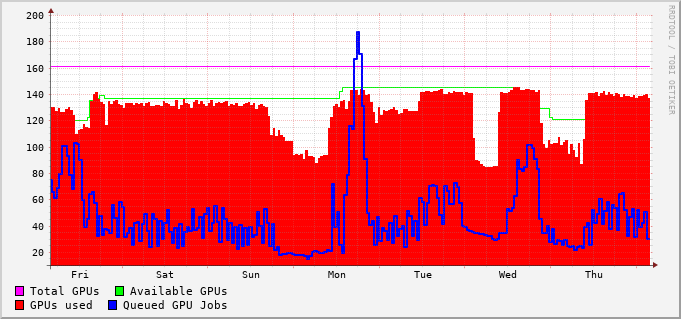 200
180
160
140
120
100
80
60
40
20
Fri Sat Sun Mon Tue Wed Thu
Total GPUs Available GPUs
GPUs used Queued GPU Jobs
RRDTOOL / TOBI OETIKER